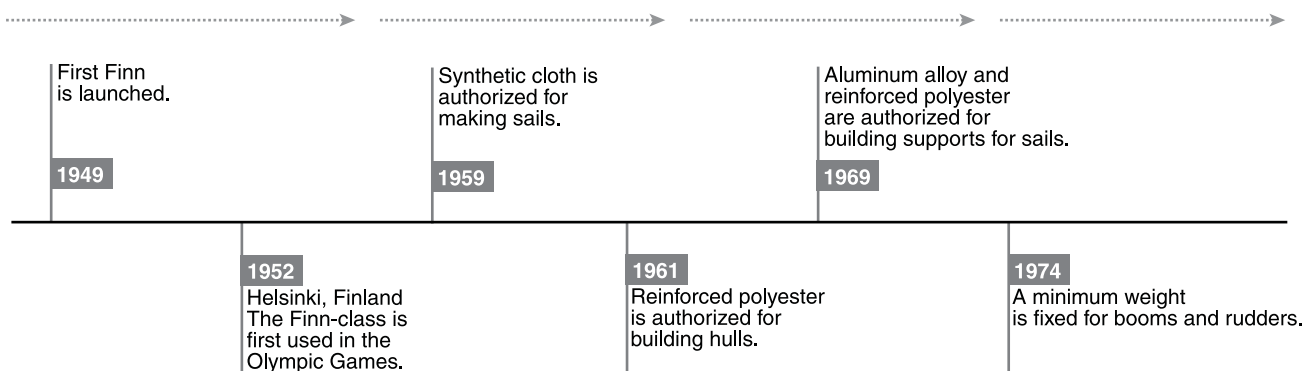 First Finn
is launched.
1949
1952
Helsinki, Finland
The Finn-class is
first used in the
Olympic Games.
Synthetic cloth is
authorized for
making sails.
1959
1961
Reinforced polyester
is authorized for
building hulls.
Aluminum alloy and
reinforced polyester
are authorized for
building supports for sails.
1969
1974
A minimum weight
is fixed for booms and rudders.